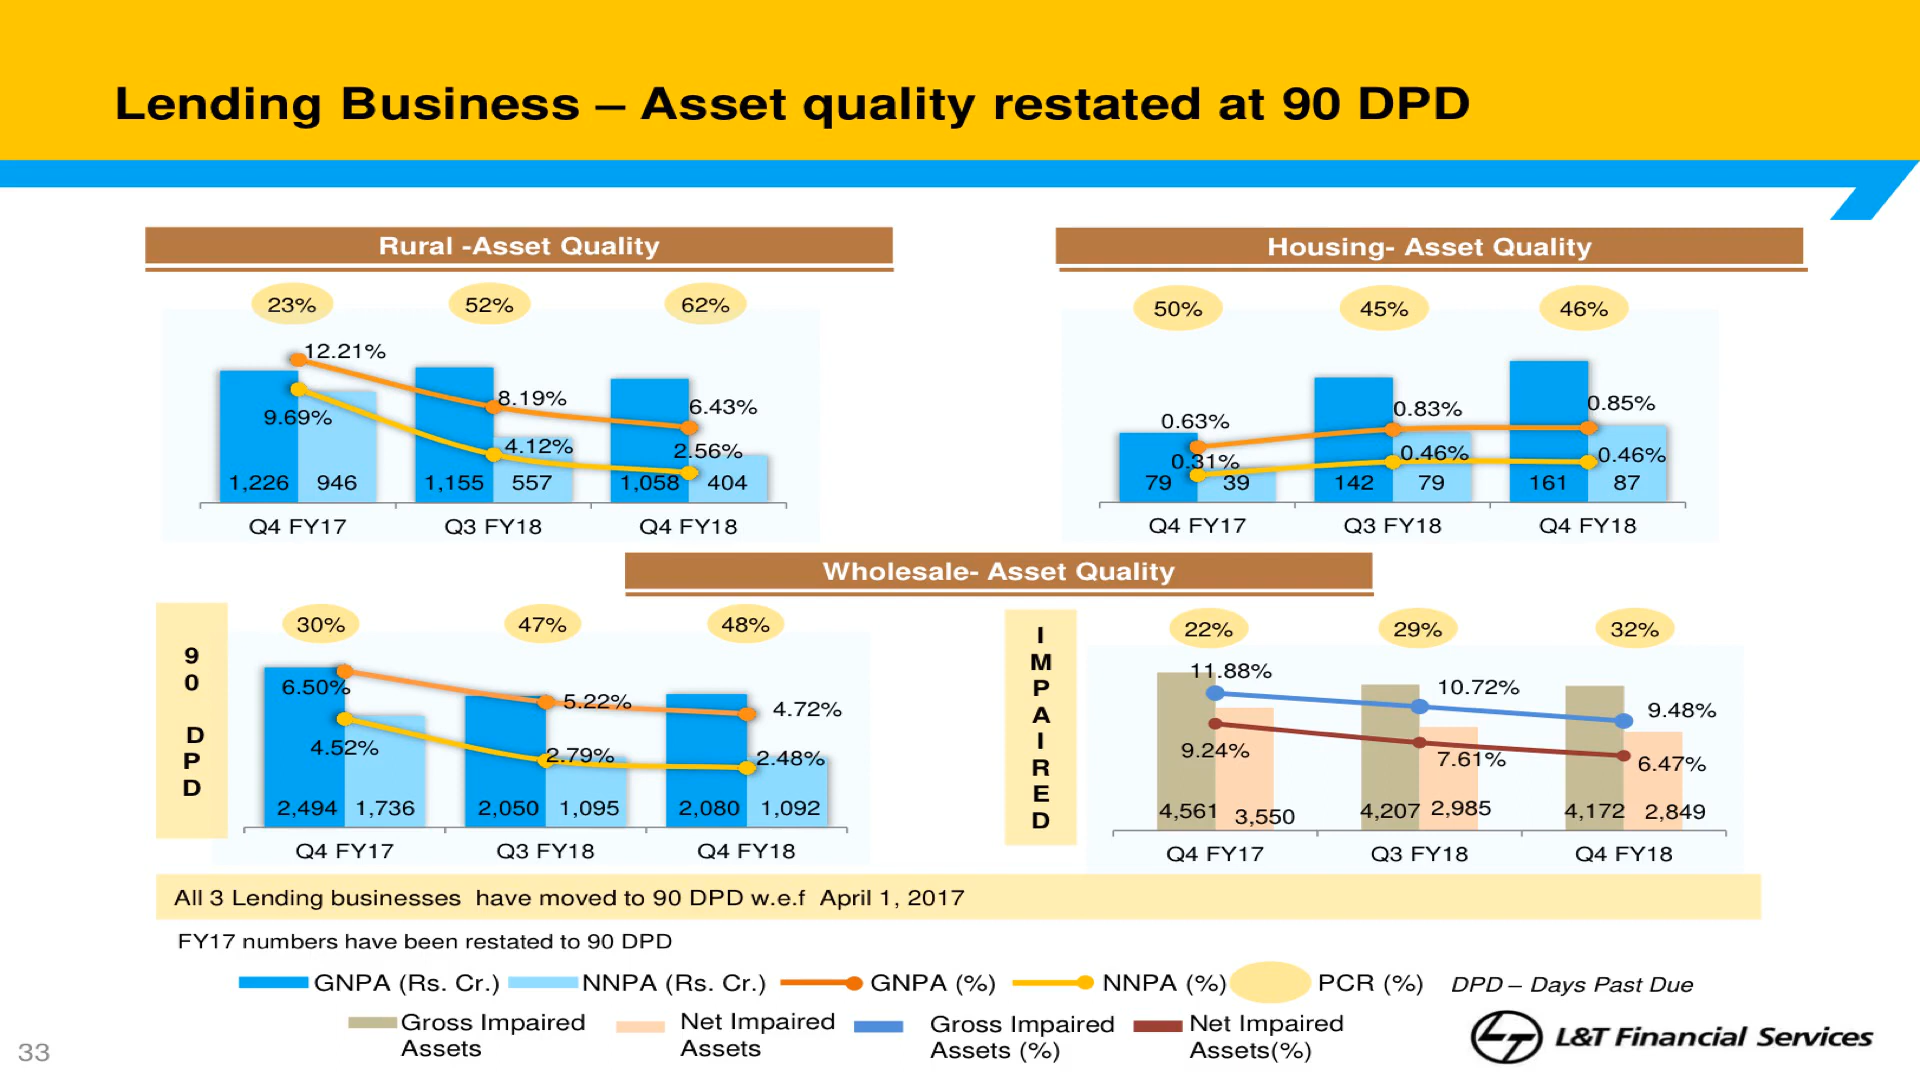 Lending Business – Asset quality restated at 90 DPD
Rural -Asset Quality
23% 52% 62%
12.21%
8.19%
6.43%
9.69%
4.12%
2.56%
1,226 946 1,155 557 1,058 404
Q4 FY17 Q3 FY18 Q4 FY18
Housing- Asset Quality
50% 45% 46%
0.63% 0.83% 0.85%
0.31% 0.46% 0.46%
79 39 142 79 161 87
Q4 FY17 Q3 FY18 Q4 FY18
Wholesale- Asset Quality
90 DPD
30% 47% 48%
6.50% 5.22% 4.72%
4.52% 2.79% 2.48%
2,494 1,736 2,050 1,095 2,080 1,092
Q4 FY17 Q3 FY18 Q4 FY18
IMPAIRED
22% 29% 32%
11.88% 10.72% 9.48%
9.24% 7.61% 6.47%
4,561 3,550 4,207 2,985 4,172 2,849
Q4 FY17 Q3 FY18 Q4 FY18
All 3 Lending businesses have moved to 90 DPD w.e.f April 1, 2017
FY17 numbers have been restated to 90 DPD
GNPA (Rs. Cr.) NNPA (Rs. Cr.) GNPA (%) NNPA (%) PCR (%) DPD – Days Past Due
Gross Impaired Assets
Net Impaired Assets
Gross Impaired Assets (%)
Net Impaired Assets(%)
L&T Financial Services
33